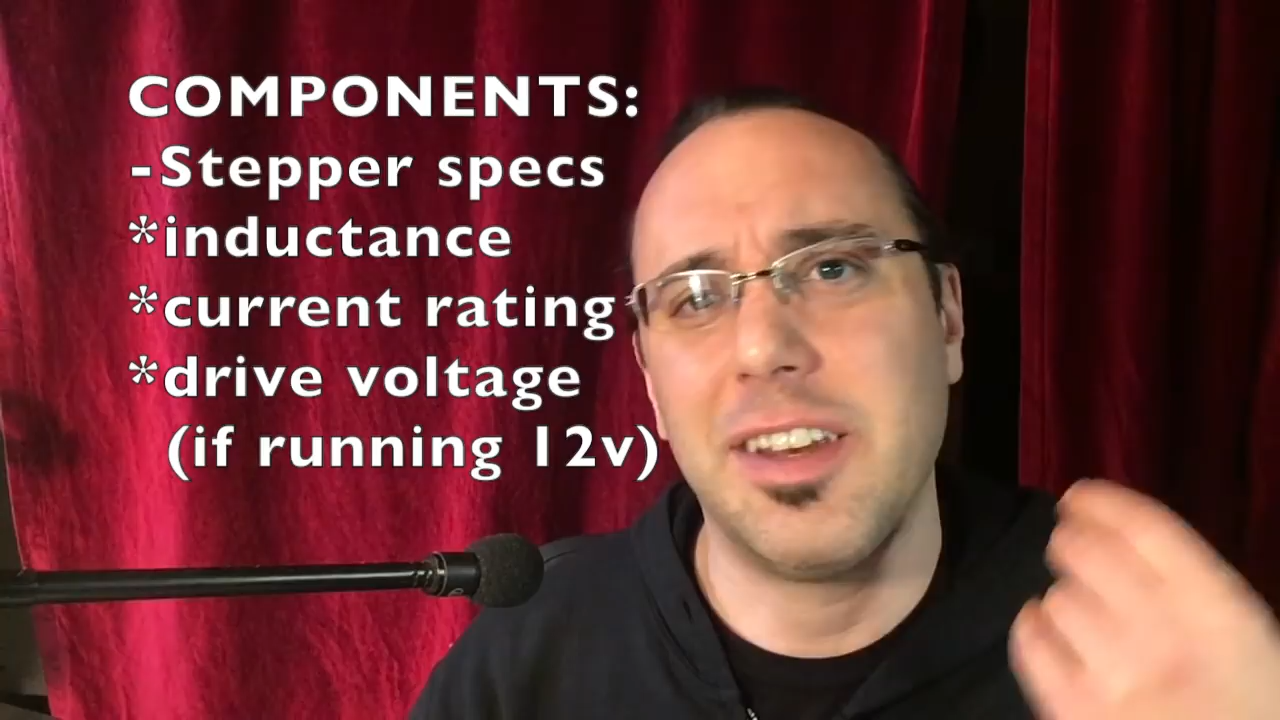 COMPONENTS:
-Stepper specs
*inductance
*current rating
*drive voltage
(if running 12v)